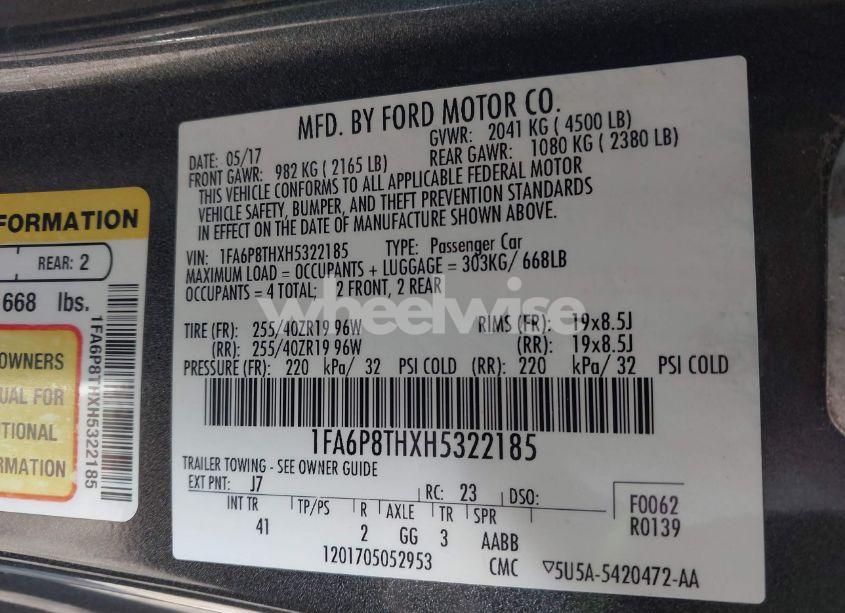 FORMATION
REAR: 2
668 lbs.
OWNERS
UAL FOR
TIONAL
RMATION
1FA6P8THXH5322185
MFD. BY FORD MOTOR CO.
DATE: 05/17 GVWR: 2041 KG ( 4500 LB)
FRONT GAWR: 982 KG ( 2165 LB) REAR GAWR: 1080 KG ( 2380 LB)
THIS VEHICLE CONFORMS TO ALL APPLICABLE FEDERAL MOTOR
VEHICLE SAFETY, BUMPER, AND THEFT PREVENTION STANDARDS
IN EFFECT ON THE DATE OF MANUFACTURE SHOWN ABOVE.
VIN: 1FA6P8THXH5322185 TYPE: Passenger Car
MAXIMUM LOAD = OCCUPANTS + LUGGAGE = 303KG/ 668LB
OCCUPANTS = 4 TOTAL; 2 FRONT, 2 REAR
wheelwise
TIRE (FR): 255/40ZR19 96W RIMS (FR): 19x8.5J
(RR): 255/40ZR19 96W (RR): 19x8.5J
PRESSURE (FR): 220 kPa/ 32 PSI COLD (RR): 220 kPa/ 32 PSI COLD
1FA6P8THXH5322185
TRAILER TOWING - SEE OWNER GUIDE
EXT PNT: J7 RC: 23 DSO: F0062
INT TR TP/PS R AXLE TR SPR R0139
41 2 GG 3 AABB
1201705052953 CMC ▽5U5A-5420472-AA